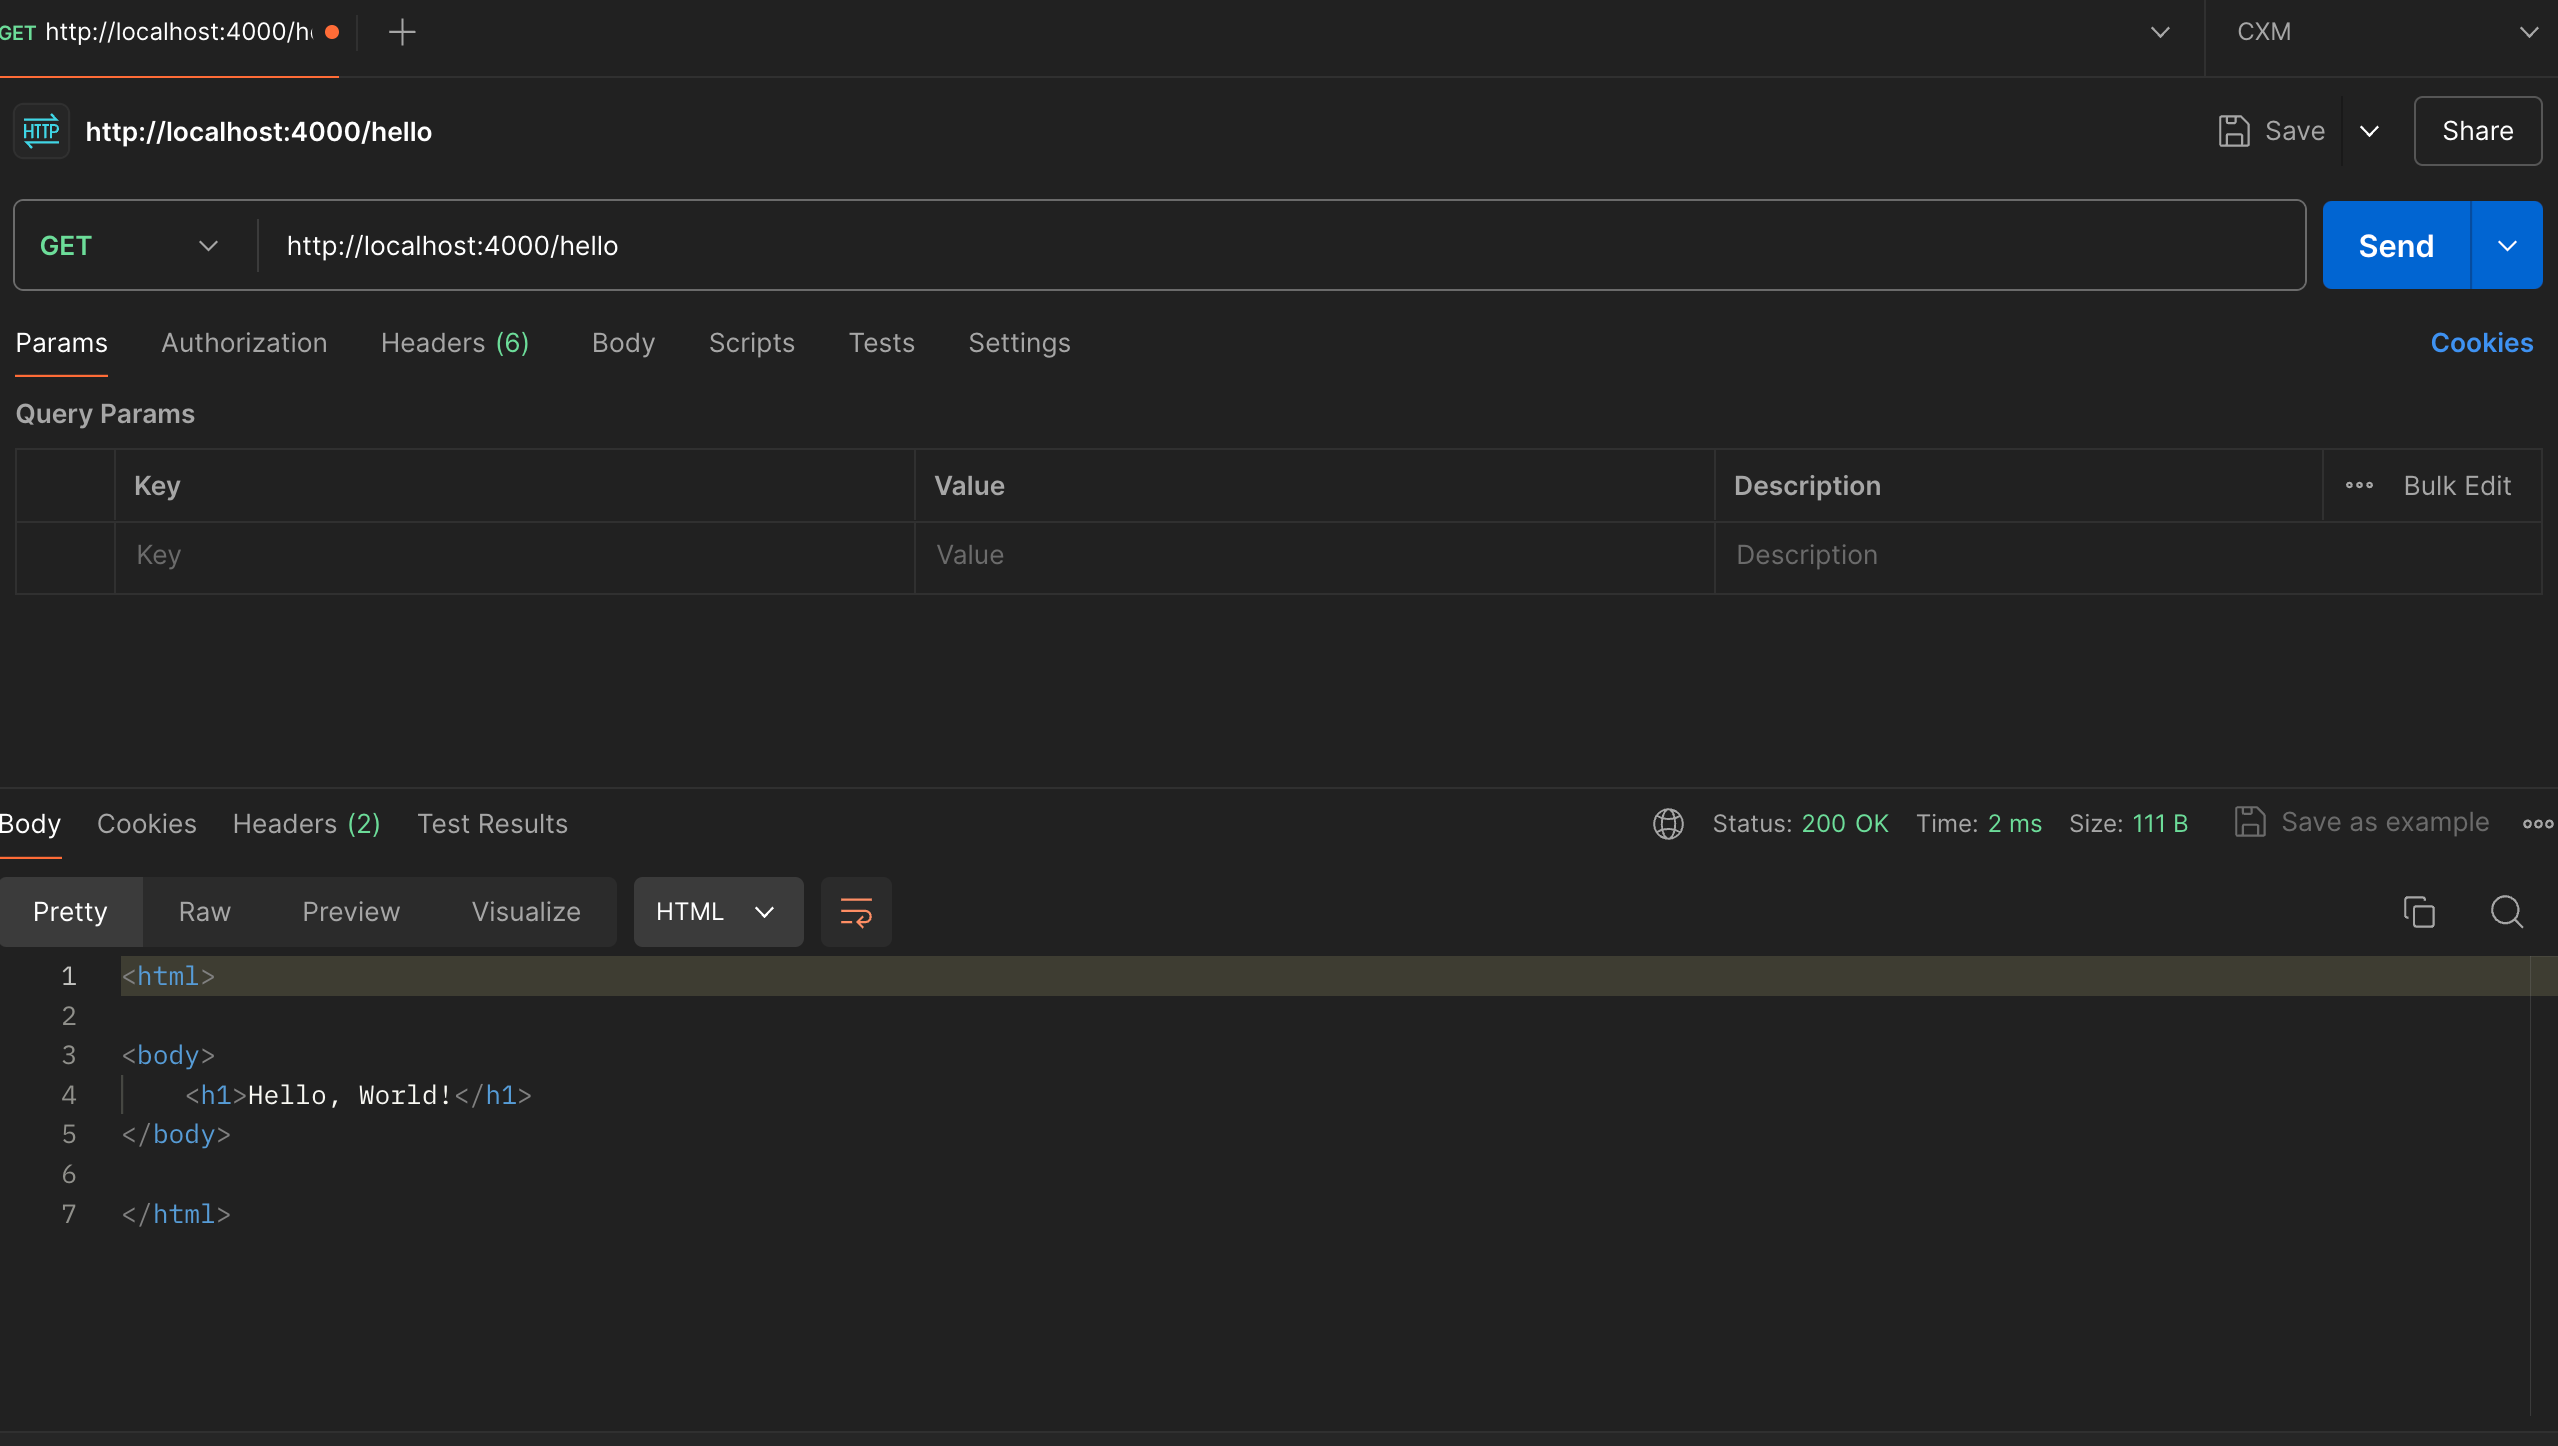 GET http://localhost:4000/h
CXM
HTTP http://localhost:4000/hello
Save
Share
GET http://localhost:4000/hello
Send
Params Authorization Headers (6) Body Scripts Tests Settings Cookies
Query Params
Key Value Description Bulk Edit
Key Value Description
Body Cookies Headers (2) Test Results Status: 200 OK Time: 2 ms Size: 111 B Save as example
Pretty Raw Preview Visualize HTML
1 <html>
2
3 <body>
4 <h1>Hello, World!</h1>
5 </body>
6
7 </html>